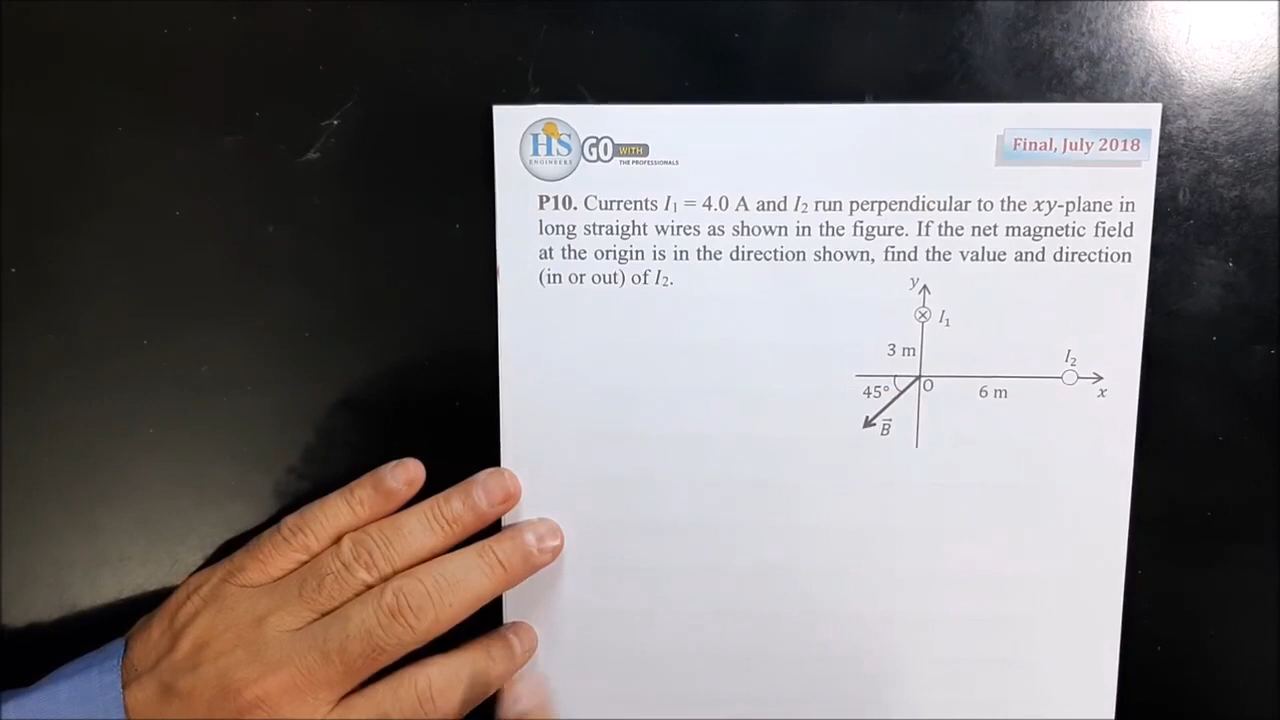 HS
ENGINEERS
GO WITH
THE PROFESSIONALS
Final, July 2018
P10. Currents I₁ = 4.0 A and I₂ run perpendicular to the xy-plane in
long straight wires as shown in the figure. If the net magnetic field
at the origin is in the direction shown, find the value and direction
(in or out) of I₂.
y
I₁
3 m
I₂
O
45°
6 m
x
B⃗